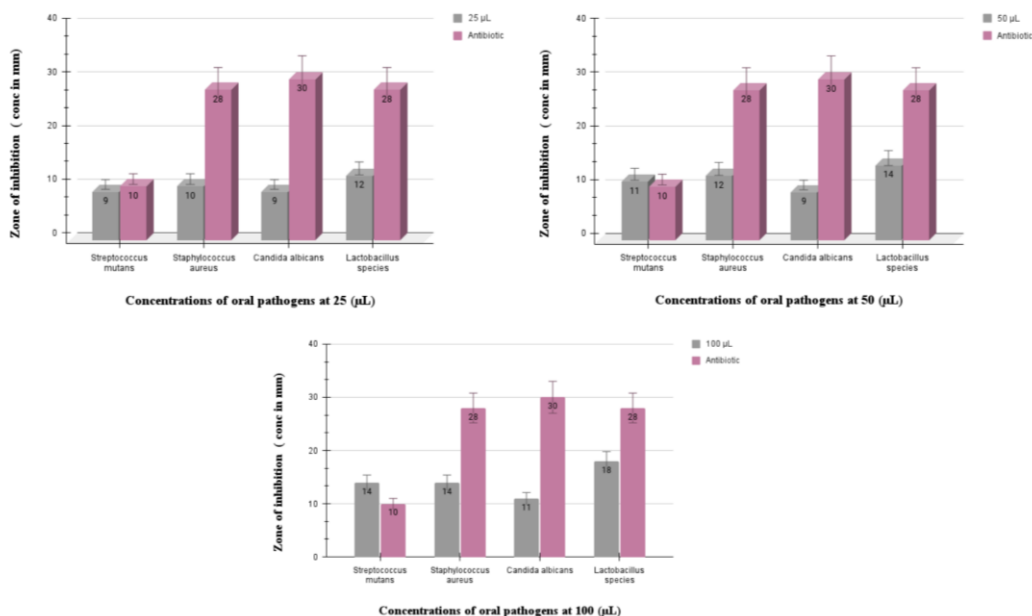 40
30
20
10
0
Zone of inhibition ( conc in mm)
25 µL
Antibiotic
9
10
10
28
9
30
12
28
Streptococcus
mutans
Staphylococcus
aureus
Candida albicans
Lactobacillus
species
Concentrations of oral pathogens at 25 (µL)
40
30
20
10
0
Zone of inhibition ( conc in mm)
50 µL
Antibiotic
11
10
12
28
9
30
14
28
Streptococcus
mutans
Staphylococcus
aureus
Candida albicans
Lactobacillus
species
Concentrations of oral pathogens at 50 (µL)
40
30
20
10
0
Zone of inhibition ( conc in mm)
100 µL
Antibiotic
14
10
14
28
11
30
18
28
Streptococcus
mutans
Staphylococcus
aureus
Candida albicans
Lactobacillus
species
Concentrations of oral pathogens at 100 (µL)